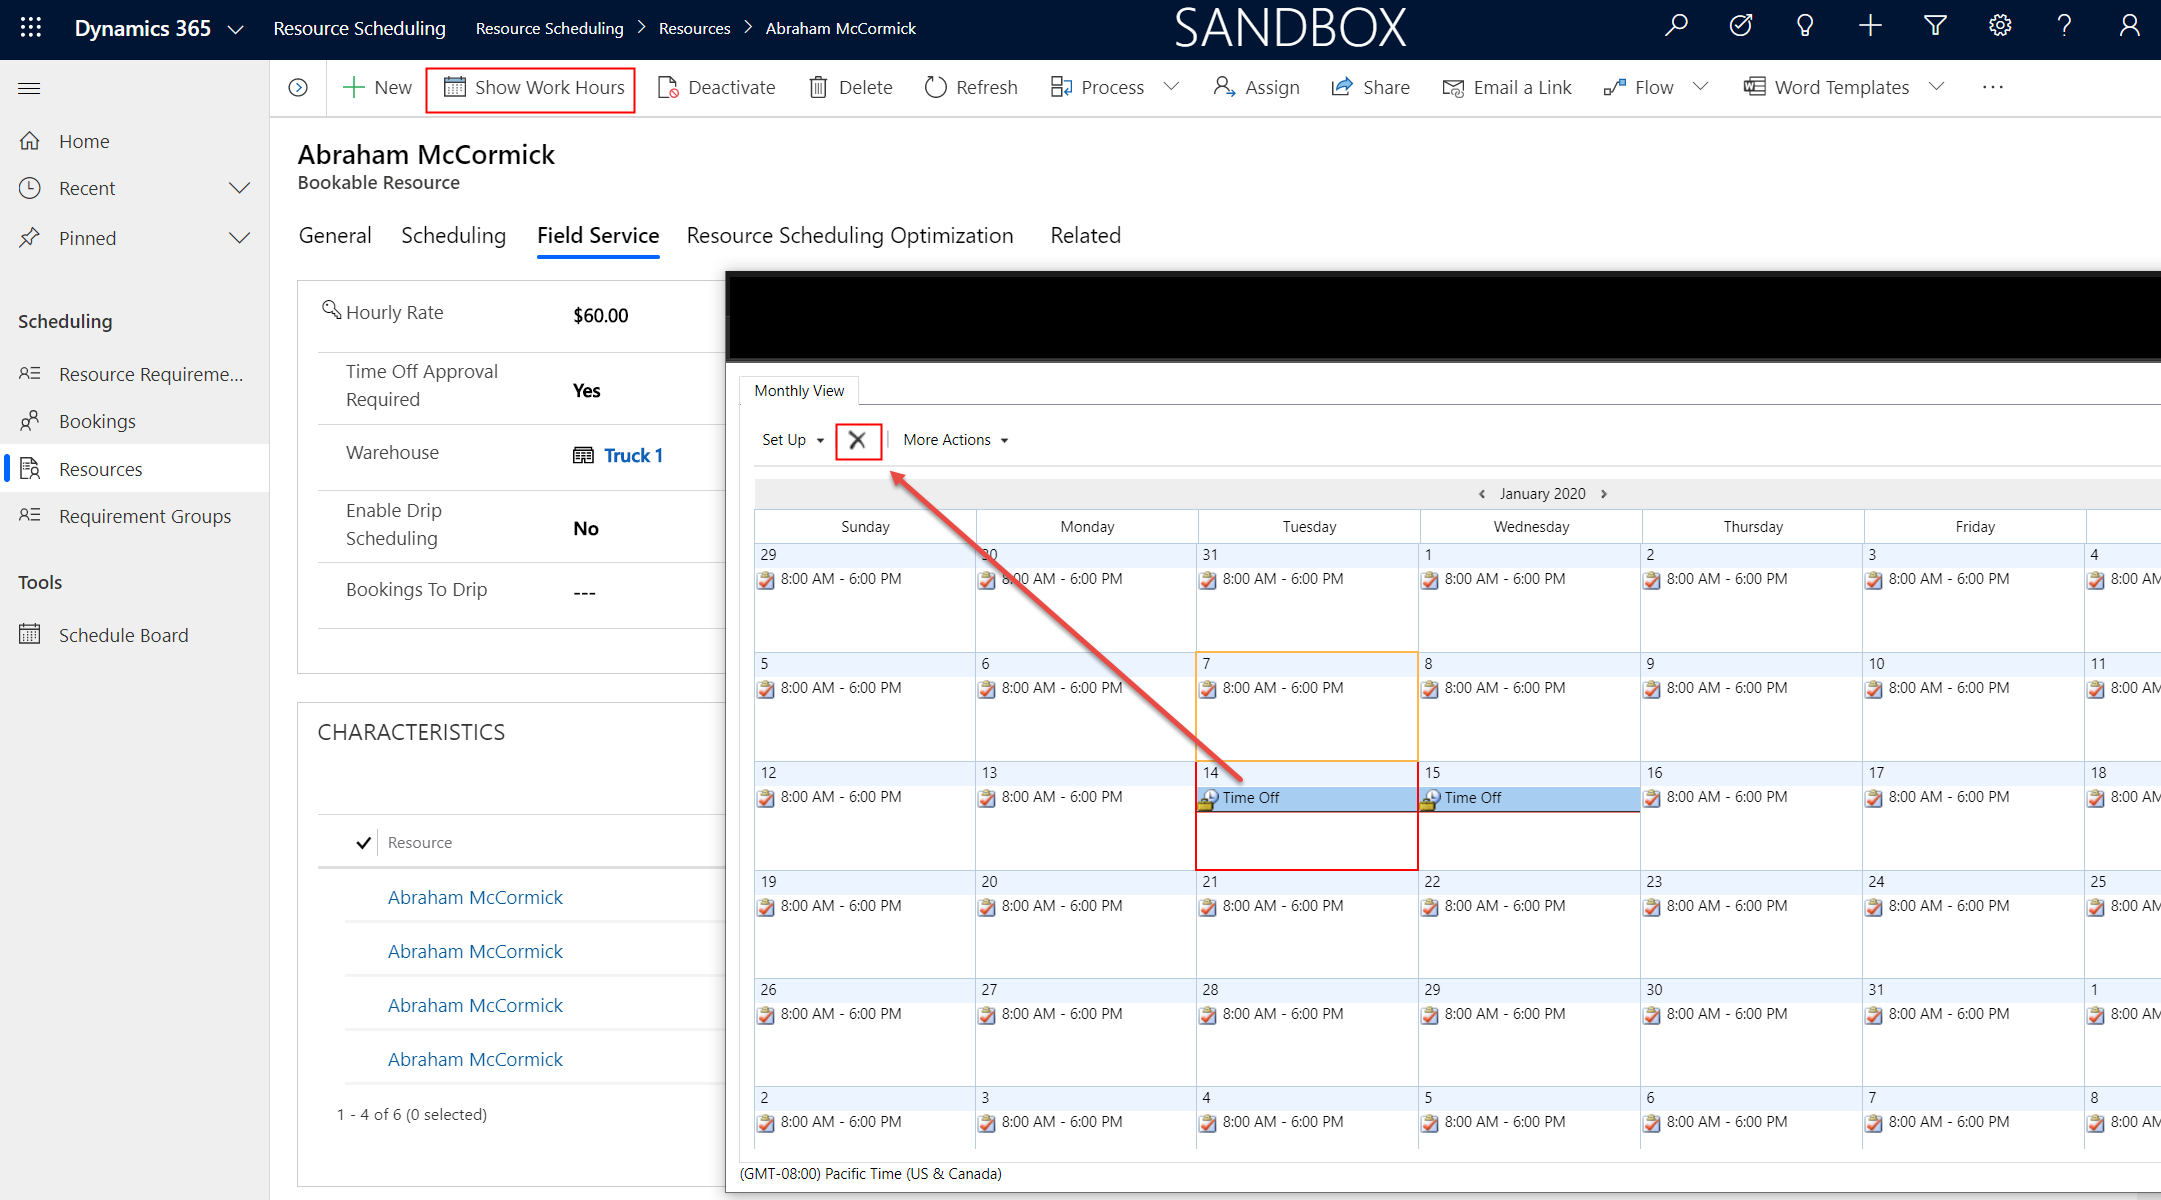 Dynamics 365 Resource Scheduling Resource Scheduling > Resources > Abraham McCormick SANDBOX
New Show Work Hours Deactivate Delete Refresh Process Assign Share Email a Link Flow Word Templates ...
Home
Recent
Pinned
Scheduling
Resource Requireme...
Bookings
Resources
Requirement Groups
Tools
Schedule Board
Abraham McCormick
Bookable Resource
General Scheduling Field Service Resource Scheduling Optimization Related
Hourly Rate $60.00
Time Off Approval
Required Yes
Warehouse Truck 1
Enable Drip
Scheduling No
Bookings To Drip ---
CHARACTERISTICS
Resource
Abraham McCormick
Abraham McCormick
Abraham McCormick
Abraham McCormick
1 - 4 of 6 (0 selected)
Monthly View
Set Up More Actions
January 2020
Sunday Monday Tuesday Wednesday Thursday Friday
29 30 31 1 2 3 4
8:00 AM - 6:00 PM 8:00 AM - 6:00 PM 8:00 AM - 6:00 PM 8:00 AM - 6:00 PM 8:00 AM - 6:00 PM 8:00 AM - 6:00 PM 8:00 AM
5 6 7 8 9 10 11
8:00 AM - 6:00 PM 8:00 AM - 6:00 PM 8:00 AM - 6:00 PM 8:00 AM - 6:00 PM 8:00 AM - 6:00 PM 8:00 AM - 6:00 PM 8:00 AM
12 13 14 15 16 17 18
8:00 AM - 6:00 PM 8:00 AM - 6:00 PM Time Off Time Off 8:00 AM - 6:00 PM 8:00 AM - 6:00 PM 8:00 AM
19 20 21 22 23 24 25
8:00 AM - 6:00 PM 8:00 AM - 6:00 PM 8:00 AM - 6:00 PM 8:00 AM - 6:00 PM 8:00 AM - 6:00 PM 8:00 AM - 6:00 PM 8:00 AM
26 27 28 29 30 31 1
8:00 AM - 6:00 PM 8:00 AM - 6:00 PM 8:00 AM - 6:00 PM 8:00 AM - 6:00 PM 8:00 AM - 6:00 PM 8:00 AM - 6:00 PM 8:00 AM
2 3 4 5 6 7 8
8:00 AM - 6:00 PM 8:00 AM - 6:00 PM 8:00 AM - 6:00 PM 8:00 AM - 6:00 PM 8:00 AM - 6:00 PM 8:00 AM - 6:00 PM 8:00 AM
(GMT-08:00) Pacific Time (US & Canada)